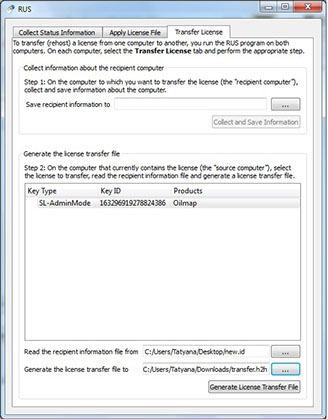 RUS
Collect Status Information Apply License File Transfer License
To transfer (rehost) a license from one computer to another, you run the RUS program on both
computers. On each computer, select the Transfer License tab and perform the appropriate step.
Collect information about the recipient computer
Step 1: On the computer to which you want to transfer the license (the "recipient computer"),
collect and save information about the computer.
Save recipient information to ...
Collect and Save Information
Generate the license transfer file
Step 2: On the computer that currently contains the license (the "source computer"), select
the license to transfer, read the recipient information file and generate a license transfer file.
Key Type Key ID Products
SL-AdminMode 163296919278824386 Oilmap
Read the recipient information file from C:/Users/Tatyana/Desktop/new.id ...
Generate the license transfer file to C:/Users/Tatyana/Downloads/transfer.h2h ...
Generate License Transfer File